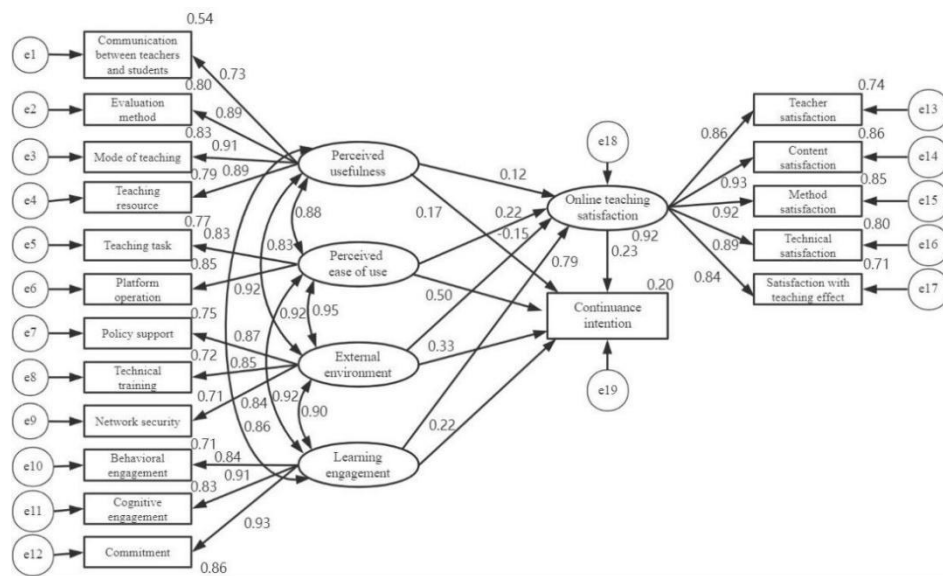 0.54
e1
Communication
between teachers
and students
0.73
0.80
e2
Evaluation
method
0.89
0.83
e3
Mode of teaching
0.91
0.79
0.89
e4
Teaching
resource
0.77
e5
Teaching task
0.83
0.85
e6
Platform
operation
0.92
0.75
e7
Policy support
0.87
0.72
e8
Technical
training
0.85
0.71
e9
Network security
0.84
0.86
0.71
e10
Behavioral
engagement
0.84
0.83
e11
Cognitive
engagement
0.91
e12
Commitment
0.93
0.86
Perceived
usefulness
0.88
0.83
Perceived
ease of use
0.92
0.95
External
environment
0.92
0.90
Learning
engagement
0.12
0.17
0.22
-0.15
0.79
0.50
0.33
0.22
e18
Online teaching
satisfaction
0.92
0.23
0.20
Continuance
intention
e19
0.74
Teacher
satisfaction
e13
0.86
0.86
Content
satisfaction
e14
0.93
0.85
Method
satisfaction
e15
0.92
0.80
Technical
satisfaction
e16
0.89
0.71
Satisfaction with
teaching effect
e17
0.84